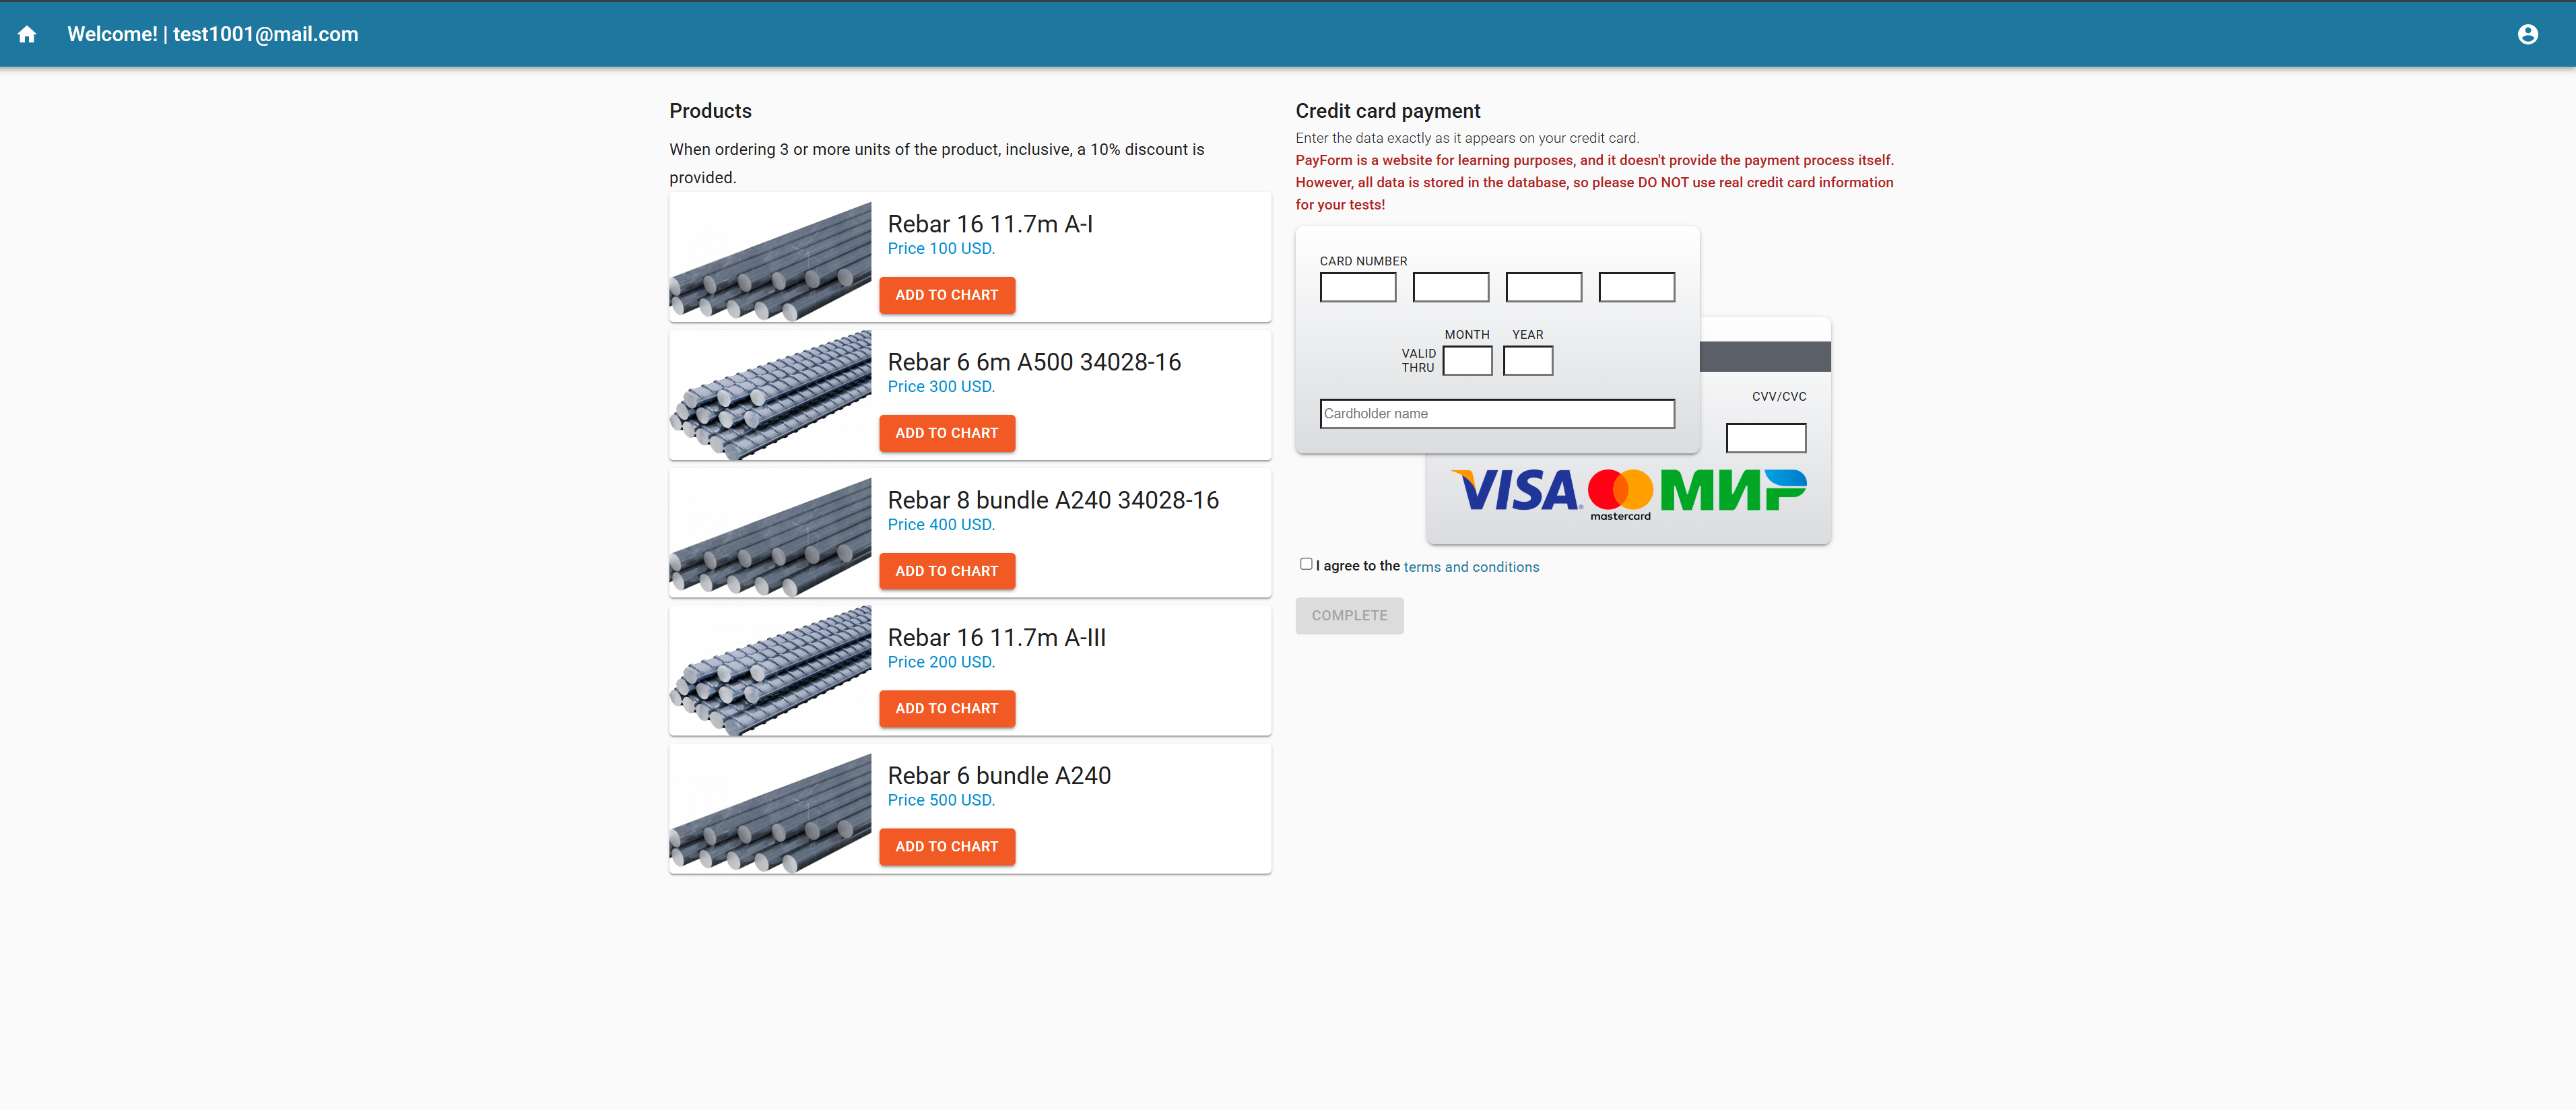 Welcome! | test1001@mail.com
Products
When ordering 3 or more units of the product, inclusive, a 10% discount is
provided.
Rebar 16 11.7m A-I
Price 100 USD.
ADD TO CHART
Rebar 6 6m A500 34028-16
Price 300 USD.
ADD TO CHART
Rebar 8 bundle A240 34028-16
Price 400 USD.
ADD TO CHART
Rebar 16 11.7m A-III
Price 200 USD.
ADD TO CHART
Rebar 6 bundle A240
Price 500 USD.
ADD TO CHART
Credit card payment
Enter the data exactly as it appears on your credit card.
PayForm is a website for learning purposes, and it doesn't provide the payment process itself.
However, all data is stored in the database, so please DO NOT use real credit card information
for your tests!
CARD NUMBER
MONTH YEAR
VALID
THRU
Cardholder name
CVV/CVC
VISA mastercard МИР
I agree to the terms and conditions
COMPLETE